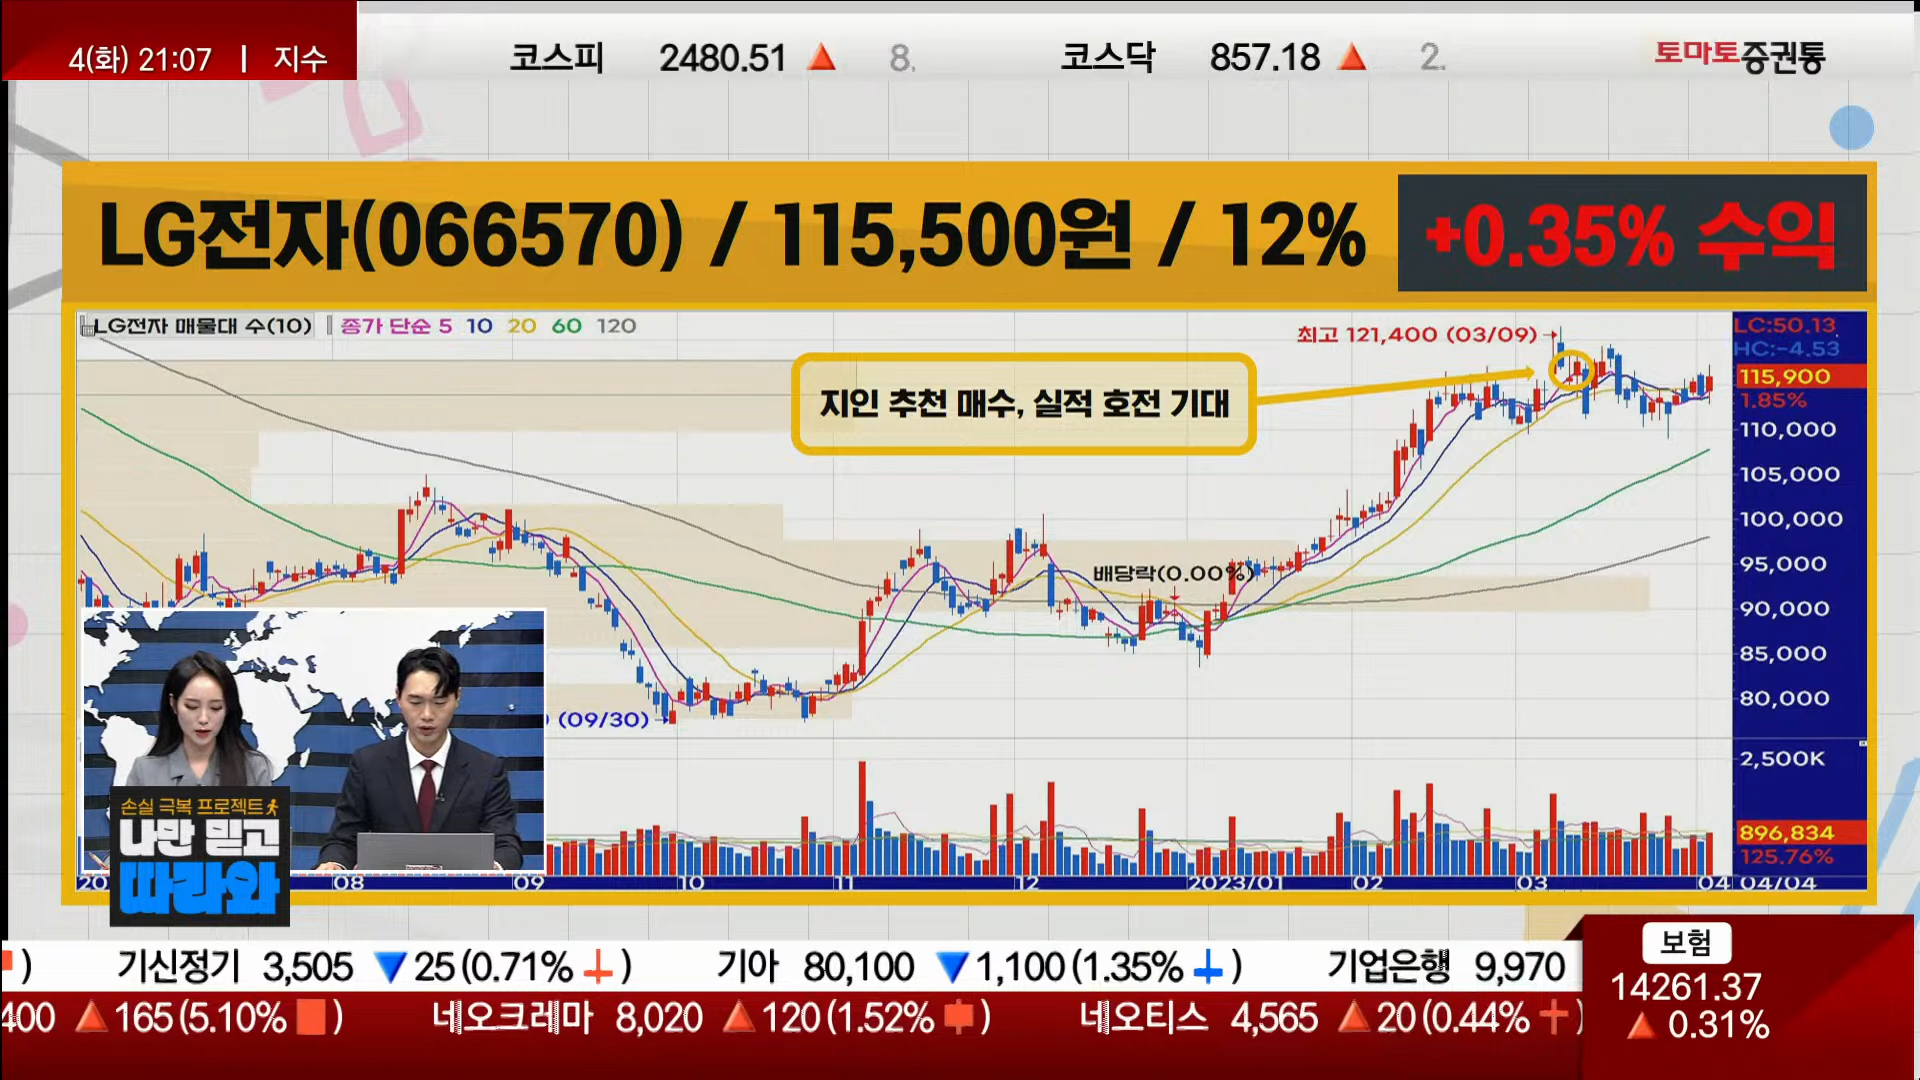 4(화) 21:07 | 지수
코스피 2480.51 ▲ 8.
코스닥 857.18 ▲ 2.
토마토증권통
LG전자(066570) / 115,500원 / 12%
+0.35% 수익
LG전자 매물대 수(10) 종가 단순 5 10 20 60 120
최고 121,400 (03/09)
지인 추천 매수, 실적 호전 기대
배당락(0.00%)
(09/30)
LC:50.13
HC:-4.53
115,900
1.85%
110,000
105,000
100,000
95,000
90,000
85,000
80,000
2,500K
896,834
125.76%
20 08 09 10 11 12 2023/01 02 03 04 04/04
손실 극복 프로젝트
나만 믿고
따라와
) 기신정기 3,505 ▼25(0.71% ) 기아 80,100 ▼1,100(1.35% ) 기업은행 9,970
400 ▲165(5.10% ) 네오크레마 8,020 ▲120(1.52% ) 네오티스 4,565 ▲20(0.44% )
보험
14261.37
▲ 0.31%